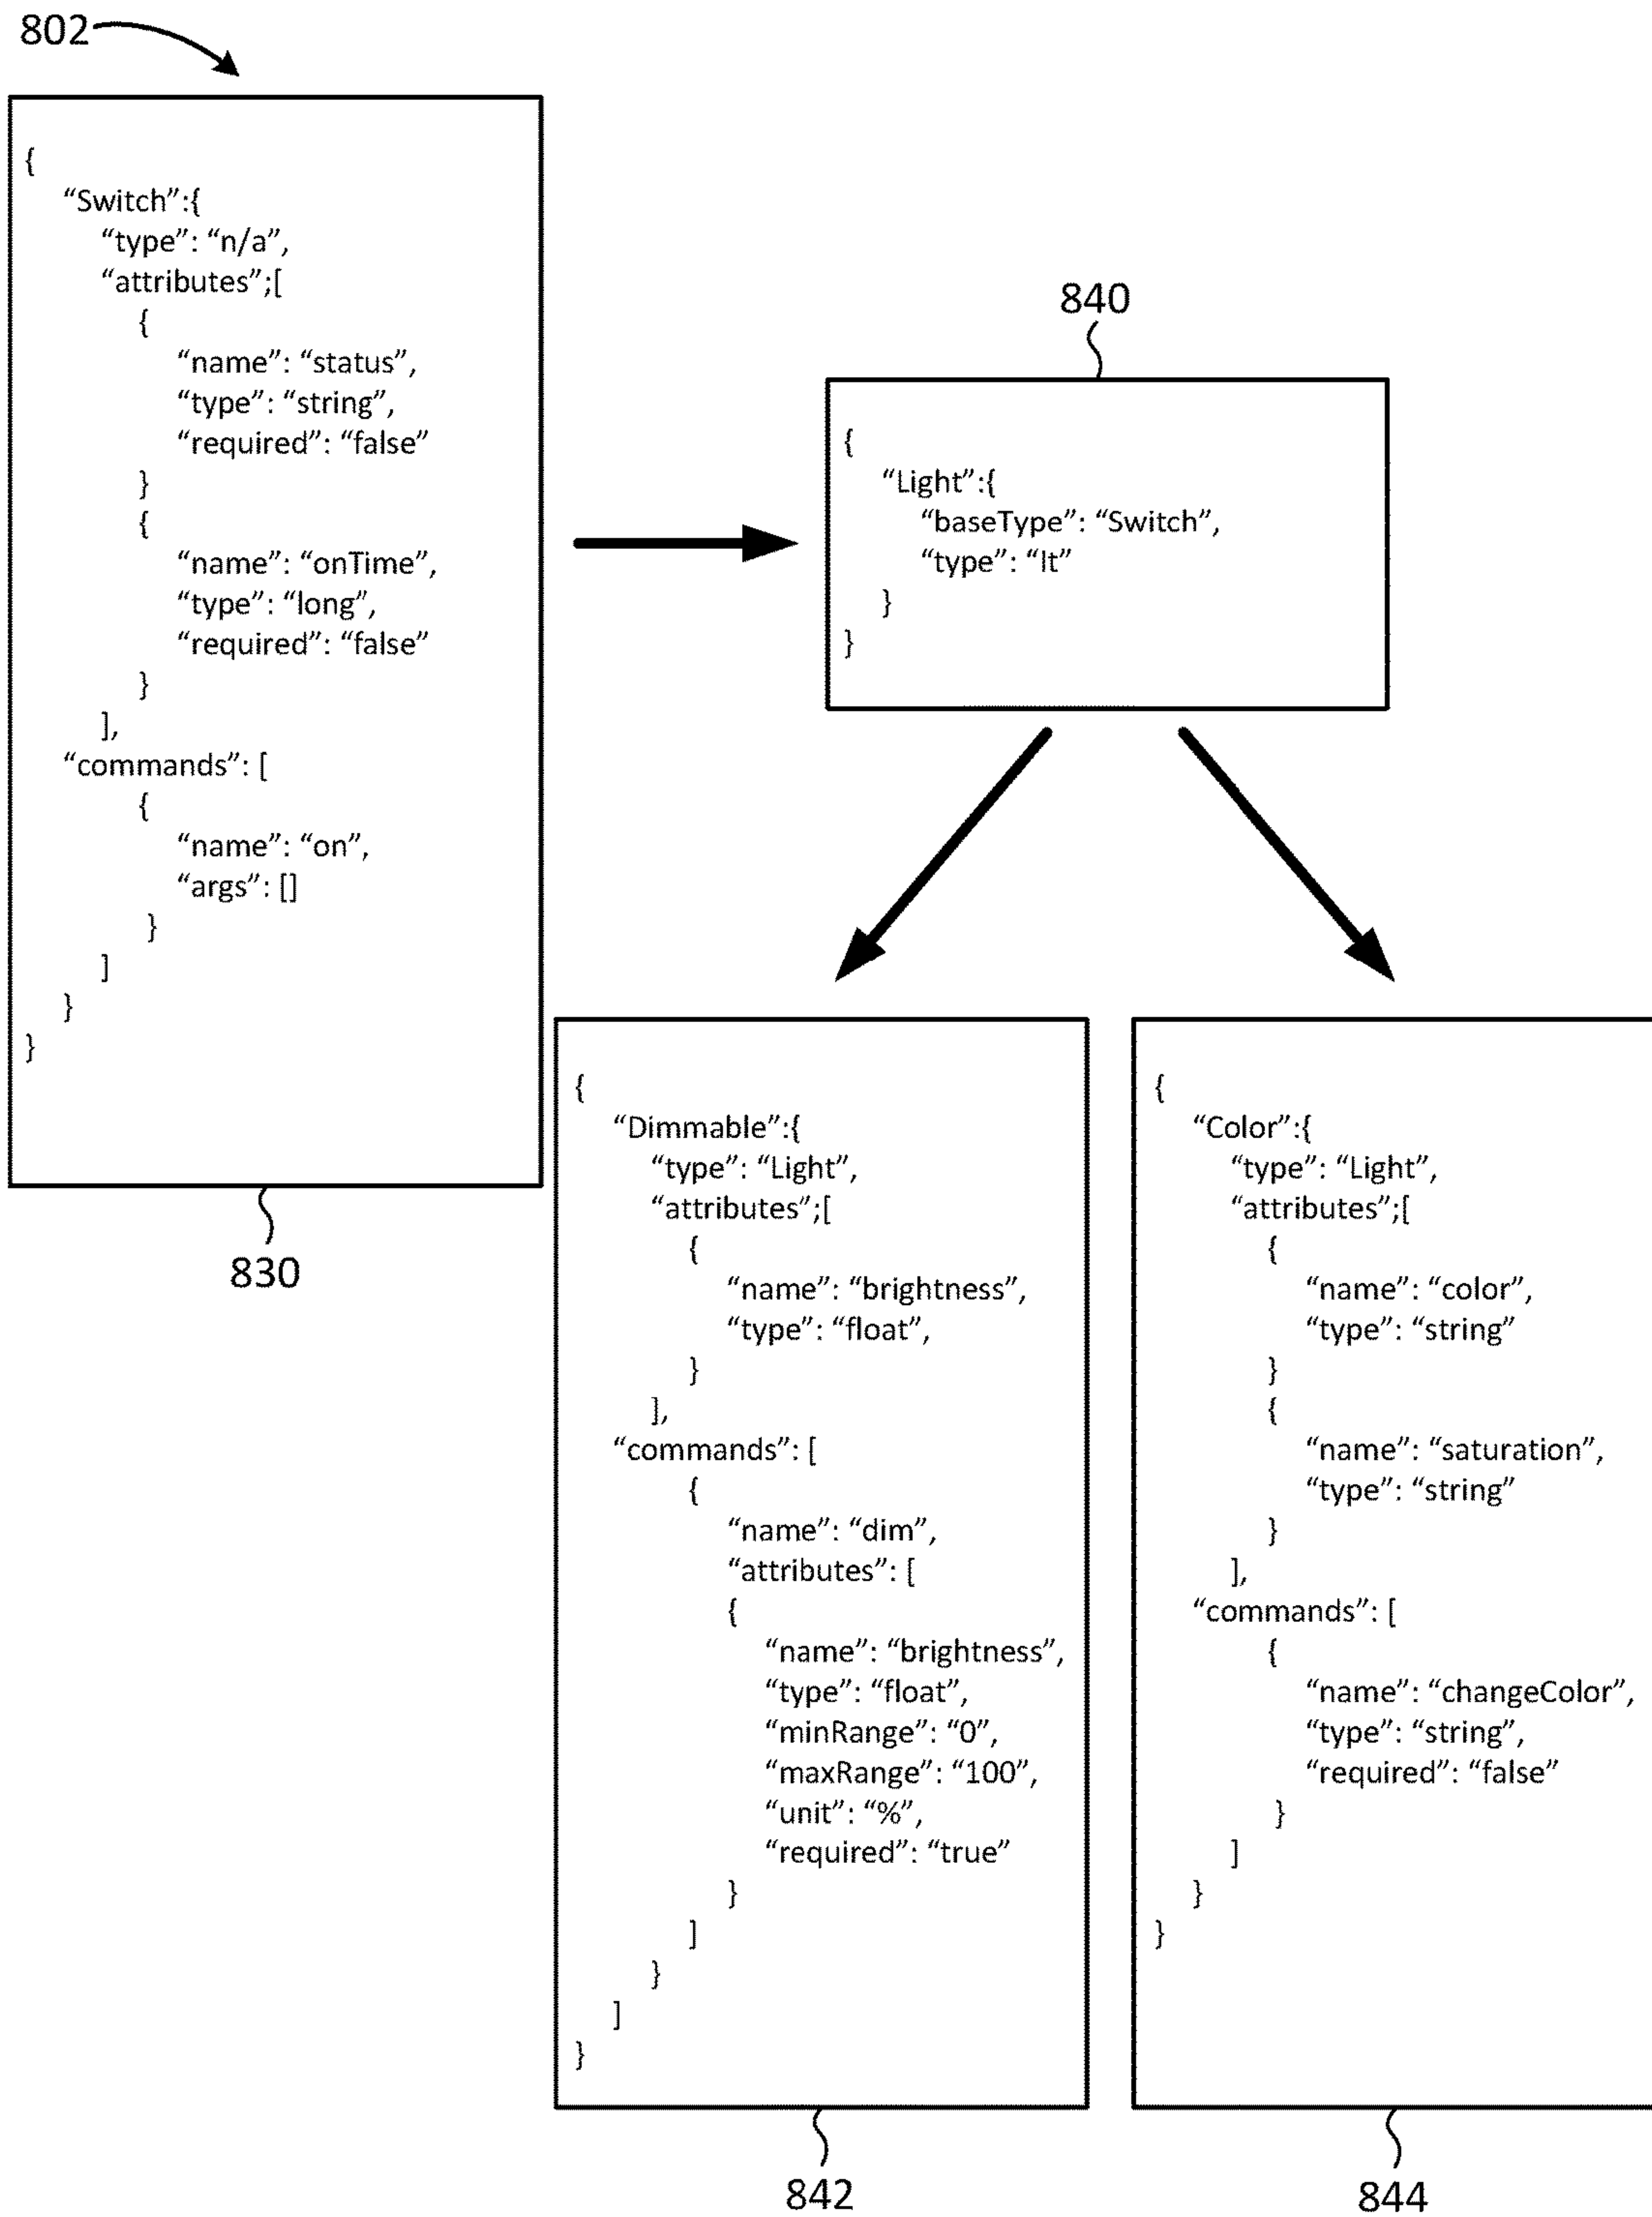 802
{
“Switch”:{
“type”: “n/a”,
“attributes”;[
{
“name”: “status”,
“type”: “string”,
“required”: “false”
}
{
“name”: “onTime”,
“type”: “long”,
“required”: “false”
}
],
“commands”: [
{
“name”: “on”,
“args”: []
}
]
}
}
830
840
{
“Light”:{
“baseType”: “Switch”,
“type”: “lt”
}
}
{
“Dimmable”:{
“type”: “Light”,
“attributes”;[
{
“name”: “brightness”,
“type”: “float”,
}
],
“commands”: [
{
“name”: “dim”,
“attributes”: [
{
“name”: “brightness”,
“type”: “float”,
“minRange”: “0”,
“maxRange”: “100”,
“unit”: “%”,
“required”: “true”
}
]
}
]
}
842
{
“Color”:{
“type”: “Light”,
“attributes”;[
{
“name”: “color”,
“type”: “string”
}
{
“name”: “saturation”,
“type”: “string”
}
],
“commands”: [
{
“name”: “changeColor”,
“type”: “string”,
“required”: “false”
}
]
}
}
844